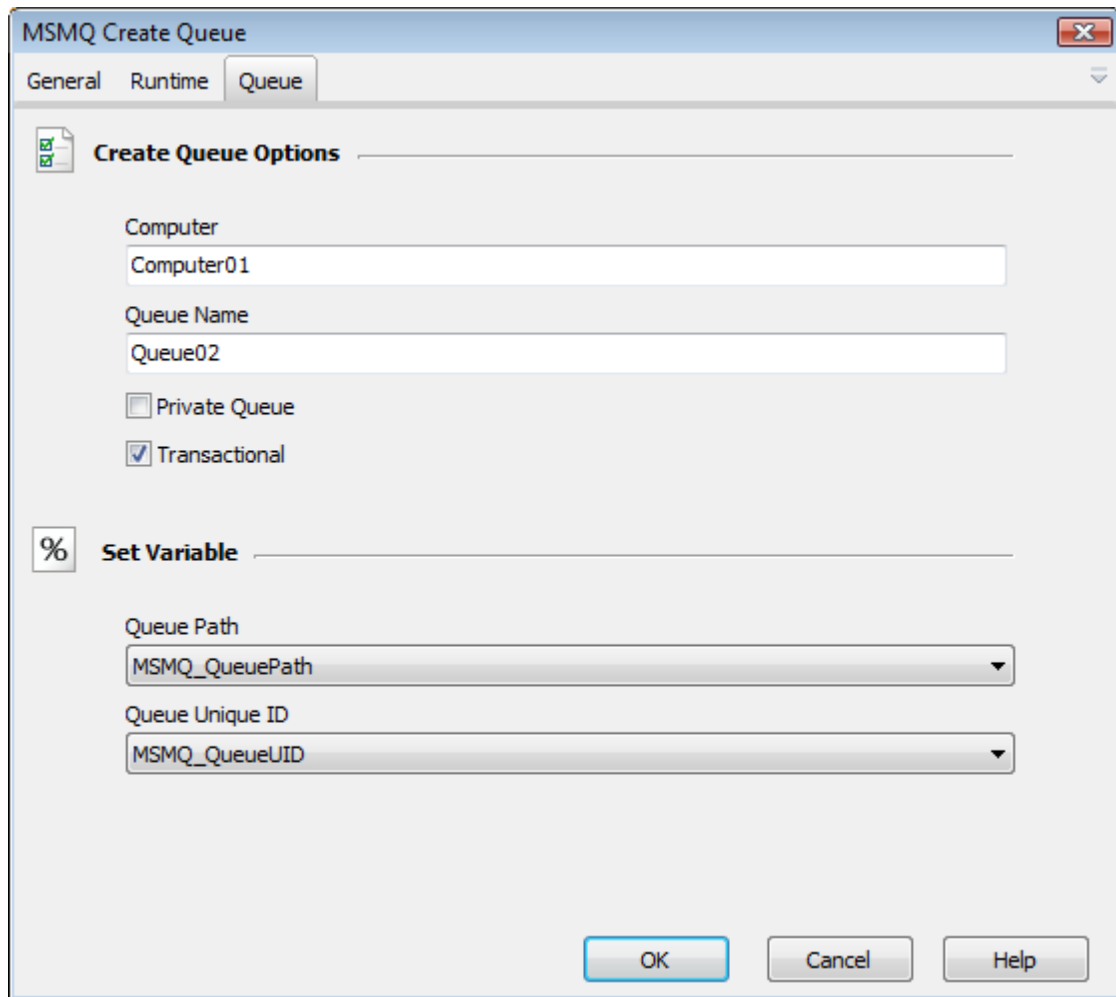 MSMQ Create Queue
General Runtime Queue
Create Queue Options
Computer
Computer01
Queue Name
Queue02
Private Queue
Transactional
% Set Variable
Queue Path
MSMQ_QueuePath
Queue Unique ID
MSMQ_QueueUID
OK Cancel Help